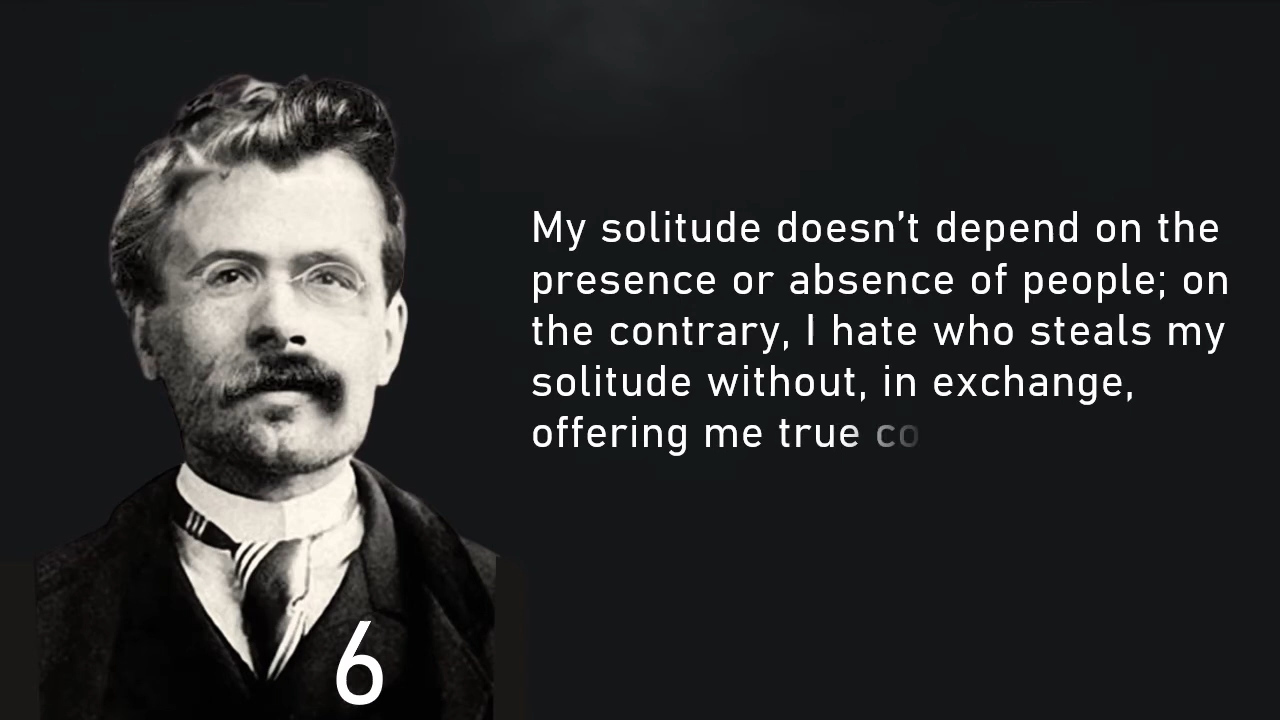 My solitude doesn’t depend on the
presence or absence of people; on
the contrary, I hate who steals my
solitude without, in exchange,
offering me true co
6